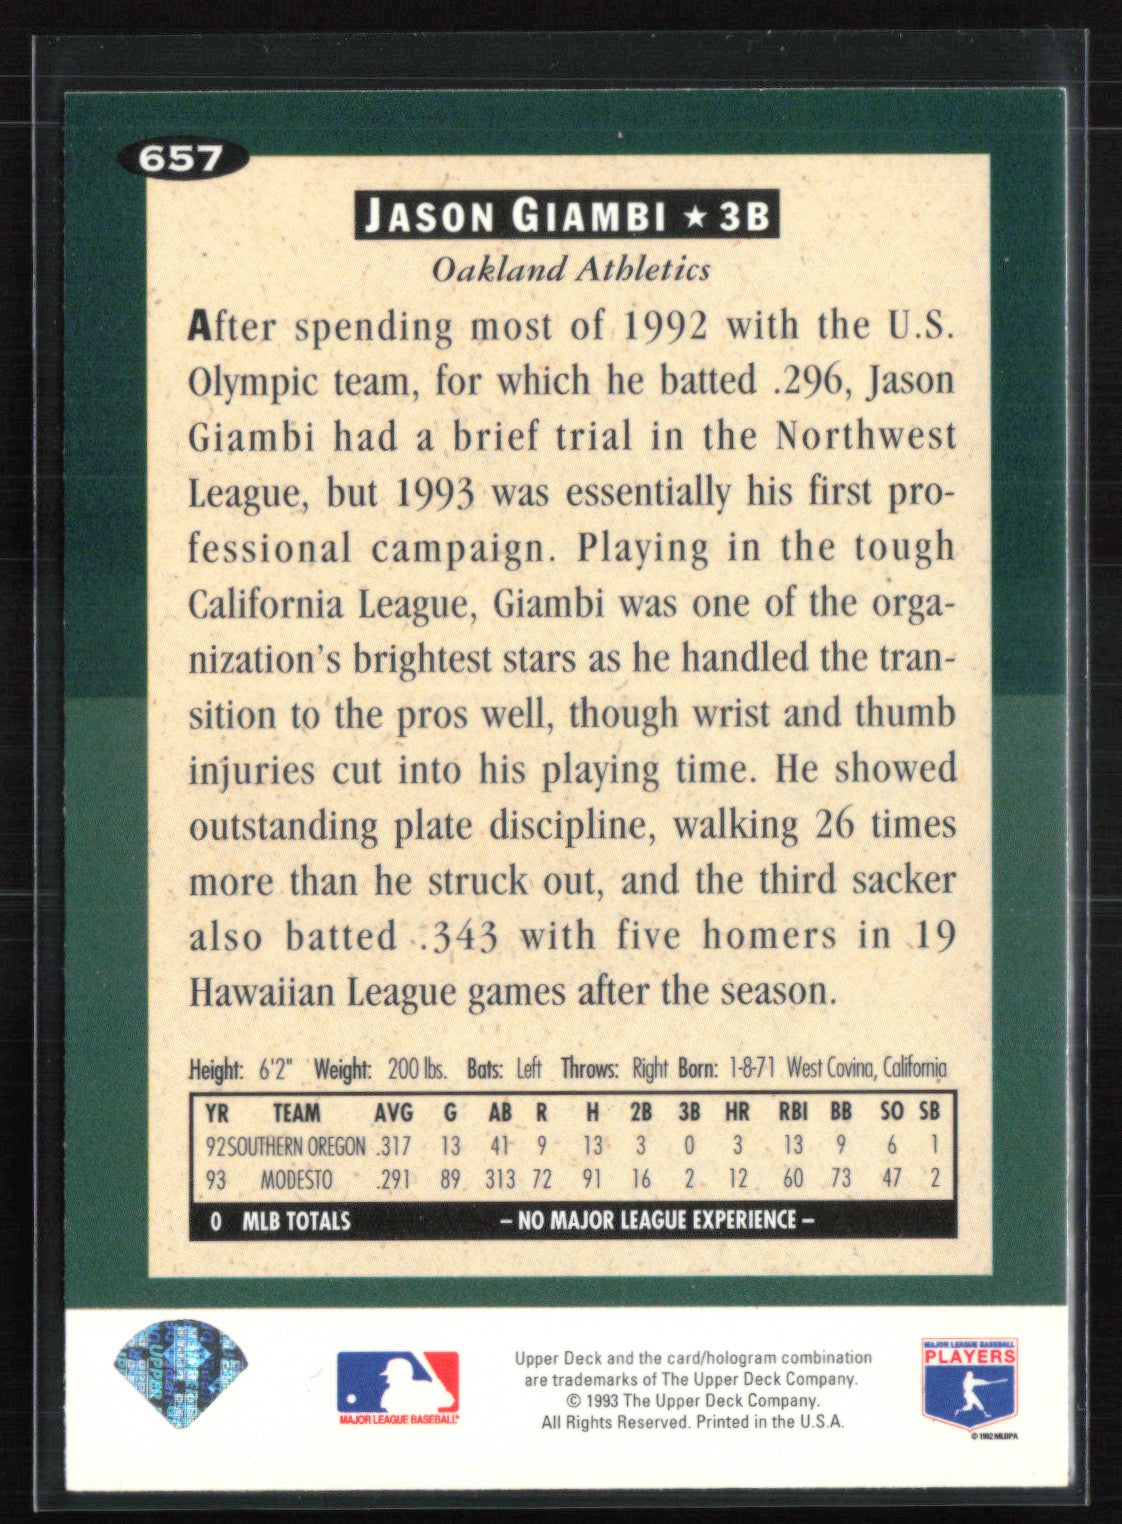 657
JASON GIAMBI ★ 3B
Oakland Athletics
After spending most of 1992 with the U.S.
Olympic team, for which he batted .296, Jason
Giambi had a brief trial in the Northwest
League, but 1993 was essentially his first pro-
fessional campaign. Playing in the tough
California League, Giambi was one of the orga-
nization's brightest stars as he handled the tran-
sition to the pros well, though wrist and thumb
injuries cut into his playing time. He showed
outstanding plate discipline, walking 26 times
more than he struck out, and the third sacker
also batted .343 with five homers in 19
Hawaiian League games after the season.
Height: 6'2" Weight: 200 lbs. Bats: Left Throws: Right Born: 1-8-71 West Covina, California
YR TEAM AVG G AB R H 2B 3B HR RBI BB SO SB
92 SOUTHERN OREGON .317 13 41 9 13 3 0 3 13 9 6 1
93 MODESTO .291 89 313 72 91 16 2 12 60 73 47 2
0 MLB TOTALS – NO MAJOR LEAGUE EXPERIENCE –
Upper Deck and the card/hologram combination
are trademarks of The Upper Deck Company.
© 1993 The Upper Deck Company.
All Rights Reserved. Printed in the U.S.A.
MAJOR LEAGUE BASEBALL
MAJOR LEAGUE BASEBALL
PLAYERS
© 1992 MLBPA